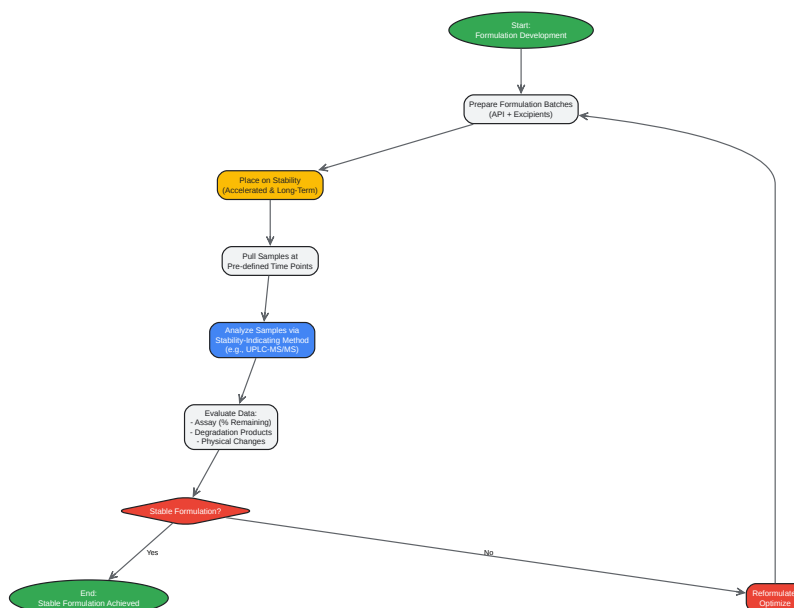 Start:
Formulation Development
Prepare Formulation Batches
(API + Excipients)
Place on Stability
(Accelerated & Long-Term)
Pull Samples at
Pre-defined Time Points
Analyze Samples via
Stability-Indicating Method
(e.g., UPLC-MS/MS)
Evaluate Data:
- Assay (% Remaining)
- Degradation Products
- Physical Changes
Stable Formulation?
Yes
No
End:
Stable Formulation Achieved
Reformulate
Optimize